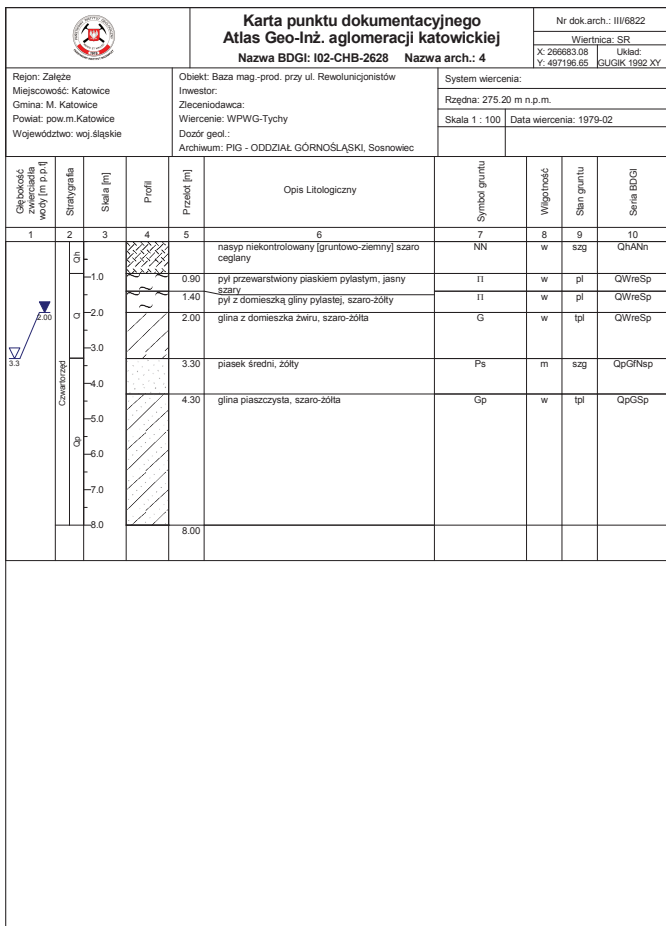 Karta punktu dokumentacyjnego
Atlas Geo-Inż. aglomeracji katowickiej
Nazwa BDGI: I02-CHB-2628 Nazwa arch.: 4
Nr dok.arch.: III/6822
Wiertnica: SR
X: 266683.08
Y: 497196.65
Układ:
GUGIK 1992 XY
Rejon: Załęże
Miejscowość: Katowice
Gmina: M. Katowice
Powiat: pow.m.Katowice
Województwo: woj.śląskie
Obiekt: Baza mag.-prod. przy ul. Rewolunicjonistów
Inwestor:
Zleceniodawca:
Wiercenie: WPWG-Tychy
Dozór geol.:
Archiwum: PIG - ODDZIAŁ GÓRNOŚLĄSKI, Sosnowiec
System wiercenia:
Rzędna: 275.20 m n.p.m.
Skala 1 : 100 Data wiercenia: 1979-02
Głębokość
zwierciadła
wody [m p.p.t]
Stratygrafia
Skala [m]
Profil
Przelot [m]
Opis Litologiczny
Symbol gruntu
Wilgotność
Stan gruntu
Seria BDGI
1 2 3 4 5 6 7 8 9 10
Qh
nasyp niekontrolowany [gruntowo-ziemny] szaro
ceglany
NN w szg QhANn
1.0
0.90 pył przewarstwiony piaskiem pylastym, jasny
szary
Π w pl QWreSp
1.40 pył z domieszką gliny pylastej, szaro-żółty Π w pl QWreSp
2.00
Q
2.0
2.00 glina z domieszka żwiru, szaro-żółta G w tpl QWreSp
3.0
3.3
3.30 piasek średni, żółty Ps m szg QpGfNsp
Czwartorzęd
4.0
4.30 glina piaszczysta, szaro-żółta Gp w tpl QpGSp
5.0
Qp
6.0
7.0
8.0
8.00